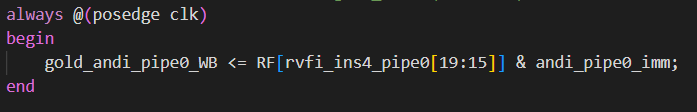 always @(posedge clk)
begin
    gold_andi_pipe0_WB <= RF[rvfi_ins4_pipe0[19:15]] & andi_pipe0_imm;
end